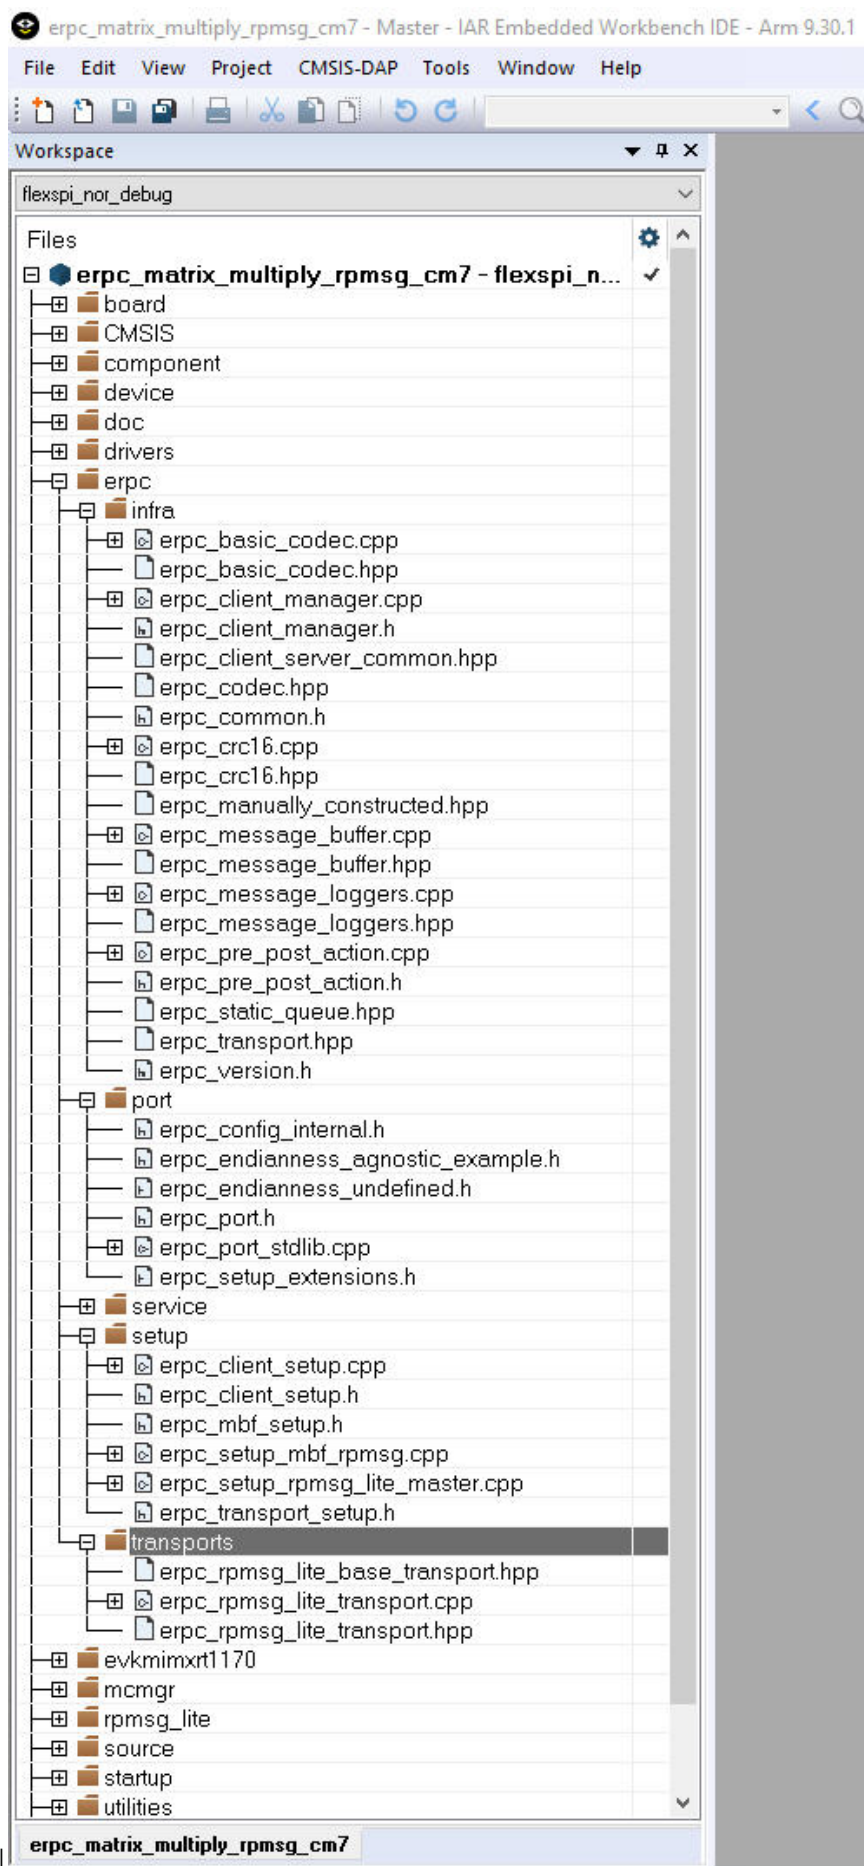 erpc_matrix_multiply_rpmsg_cm7 - Master - IAR Embedded Workbench IDE - Arm 9.30.1
File Edit View Project CMSIS-DAP Tools Window Help
Workspace
flexspi_nor_debug
Files
erpc_matrix_multiply_rpmsg_cm7 - flexspi_n...
board
CMSIS
component
device
doc
drivers
erpc
infra
erpc_basic_codec.cpp
erpc_basic_codec.hpp
erpc_client_manager.cpp
erpc_client_manager.h
erpc_client_server_common.hpp
erpc_codec.hpp
erpc_common.h
erpc_crc16.cpp
erpc_crc16.hpp
erpc_manually_constructed.hpp
erpc_message_buffer.cpp
erpc_message_buffer.hpp
erpc_message_loggers.cpp
erpc_message_loggers.hpp
erpc_pre_post_action.cpp
erpc_pre_post_action.h
erpc_static_queue.hpp
erpc_transport.hpp
erpc_version.h
port
erpc_config_internal.h
erpc_endianness_agnostic_example.h
erpc_endianness_undefined.h
erpc_port.h
erpc_port_stdlib.cpp
erpc_setup_extensions.h
service
setup
erpc_client_setup.cpp
erpc_client_setup.h
erpc_mbf_setup.h
erpc_setup_mbf_rpmsg.cpp
erpc_setup_rpmsg_lite_master.cpp
erpc_transport_setup.h
transports
erpc_rpmsg_lite_base_transport.hpp
erpc_rpmsg_lite_transport.cpp
erpc_rpmsg_lite_transport.hpp
evkmimxrt1170
mcmgr
rpmsg_lite
source
startup
utilities
erpc_matrix_multiply_rpmsg_cm7